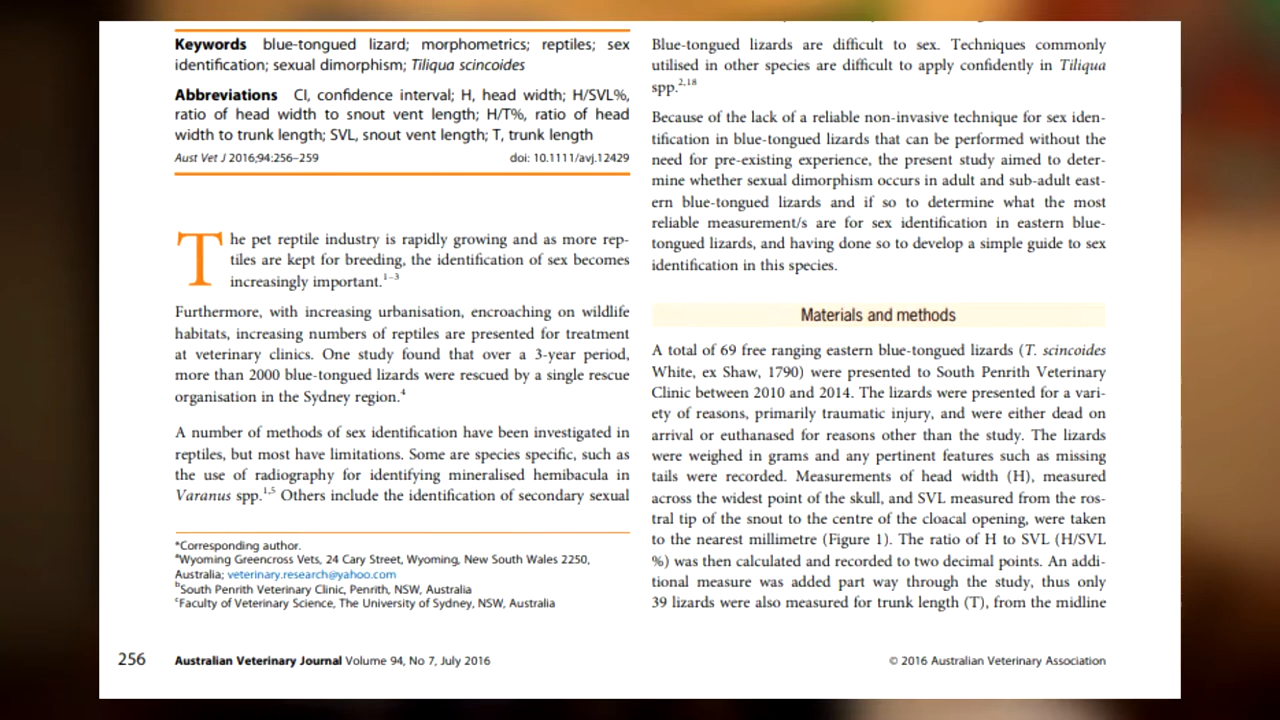 Keywords blue-tongued lizard; morphometrics; reptiles; sex
identification; sexual dimorphism; Tiliqua scincoides
Abbreviations CI, confidence interval; H, head width; H/SVL%,
ratio of head width to snout vent length; H/T%, ratio of head
width to trunk length; SVL, snout vent length; T, trunk length
Aust Vet J 2016;94:256–259 doi: 10.1111/avj.12429
The pet reptile industry is rapidly growing and as more rep-
tiles are kept for breeding, the identification of sex becomes
increasingly important.1–3
Furthermore, with increasing urbanisation, encroaching on wildlife
habitats, increasing numbers of reptiles are presented for treatment
at veterinary clinics. One study found that over a 3-year period,
more than 2000 blue-tongued lizards were rescued by a single rescue
organisation in the Sydney region.4
A number of methods of sex identification have been investigated in
reptiles, but most have limitations. Some are species specific, such as
the use of radiography for identifying mineralised hemibacula in
Varanus spp.1,5 Others include the identification of secondary sexual
*Corresponding author.
aWyoming Greencross Vets, 24 Cary Street, Wyoming, New South Wales 2250,
Australia; veterinary.research@yahoo.com
bSouth Penrith Veterinary Clinic, Penrith, NSW, Australia
cFaculty of Veterinary Science, The University of Sydney, NSW, Australia
Blue-tongued lizards are difficult to sex. Techniques commonly
utilised in other species are difficult to apply confidently in Tiliqua
spp.2,18
Because of the lack of a reliable non-invasive technique for sex iden-
tification in blue-tongued lizards that can be performed without the
need for pre-existing experience, the present study aimed to deter-
mine whether sexual dimorphism occurs in adult and sub-adult east-
ern blue-tongued lizards and if so to determine what the most
reliable measurement/s are for sex identification in eastern blue-
tongued lizards, and having done so to develop a simple guide to sex
identification in this species.
Materials and methods
A total of 69 free ranging eastern blue-tongued lizards (T. scincoides
White, ex Shaw, 1790) were presented to South Penrith Veterinary
Clinic between 2010 and 2014. The lizards were presented for a vari-
ety of reasons, primarily traumatic injury, and were either dead on
arrival or euthanased for reasons other than the study. The lizards
were weighed in grams and any pertinent features such as missing
tails were recorded. Measurements of head width (H), measured
across the widest point of the skull, and SVL measured from the ros-
tral tip of the snout to the centre of the cloacal opening, were taken
to the nearest millimetre (Figure 1). The ratio of H to SVL (H/SVL
%) was then calculated and recorded to two decimal points. An addi-
tional measure was added part way through the study, thus only
39 lizards were also measured for trunk length (T), from the midline
256 Australian Veterinary Journal Volume 94, No 7, July 2016 © 2016 Australian Veterinary Association